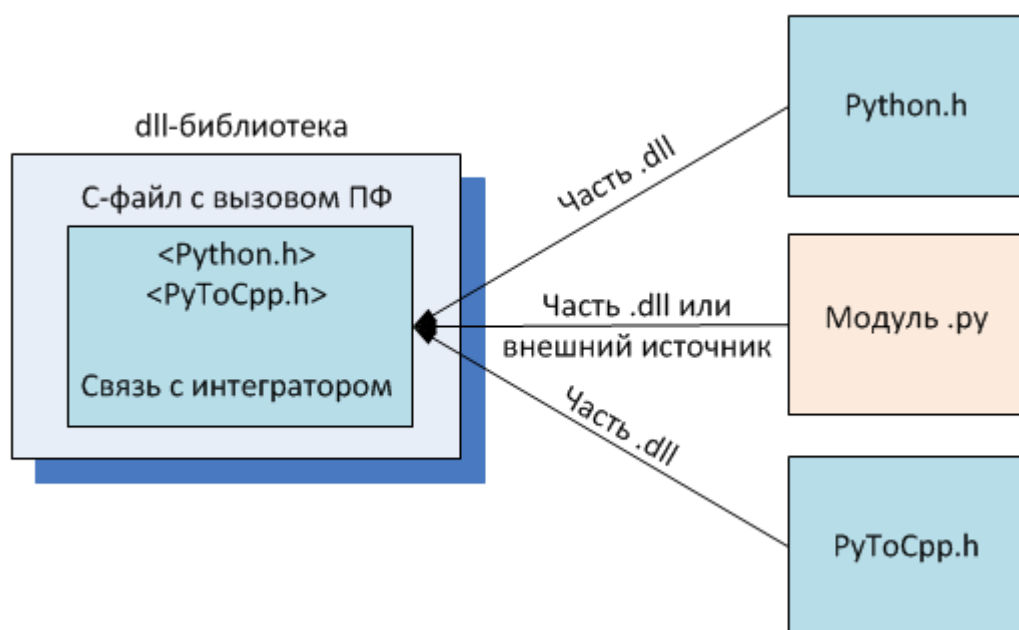 dll-библиотека
С-файл с вызовом ПФ
<Python.h>
<PyToCpp.h>
Связь с интегратором
Часть .dll
Часть .dll или
внешний источник
Часть .dll
Python.h
Модуль .py
PyToCpp.h